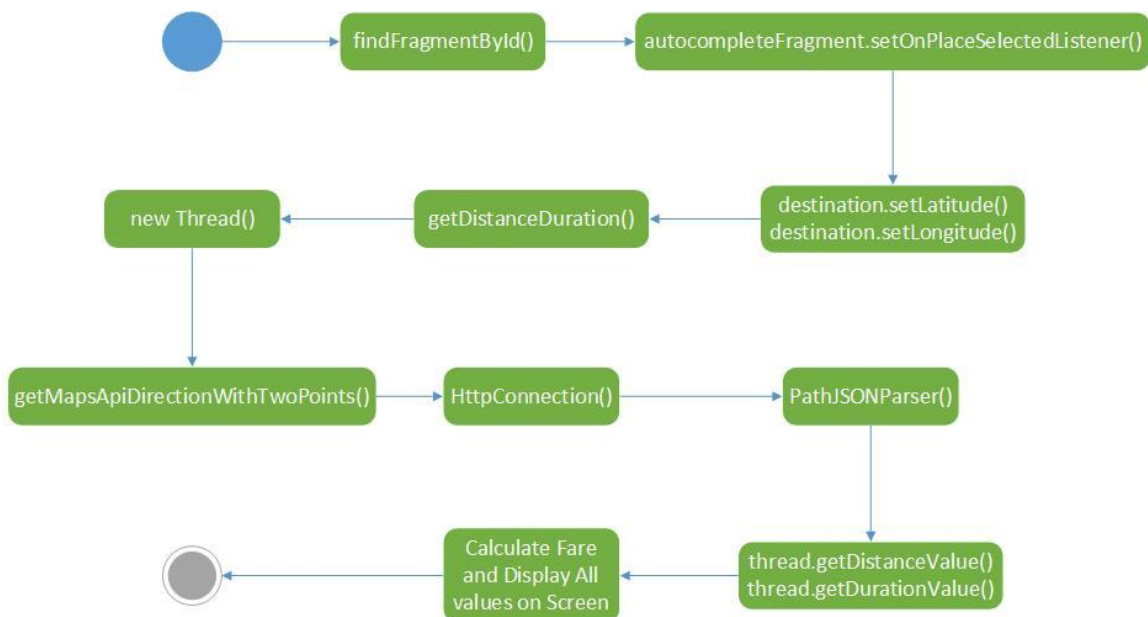 findFragmentById()
autocompleteFragment.setOnPlaceSelectedListener()
destination.setLatitude()
destination.setLongitude()
getDistanceDuration()
new Thread()
getMapsApiDirectionWithTwoPoints()
HttpConnection()
PathJSONParser()
thread.getDistanceValue()
thread.getDurationValue()
Calculate Fare
and Display All
values on Screen